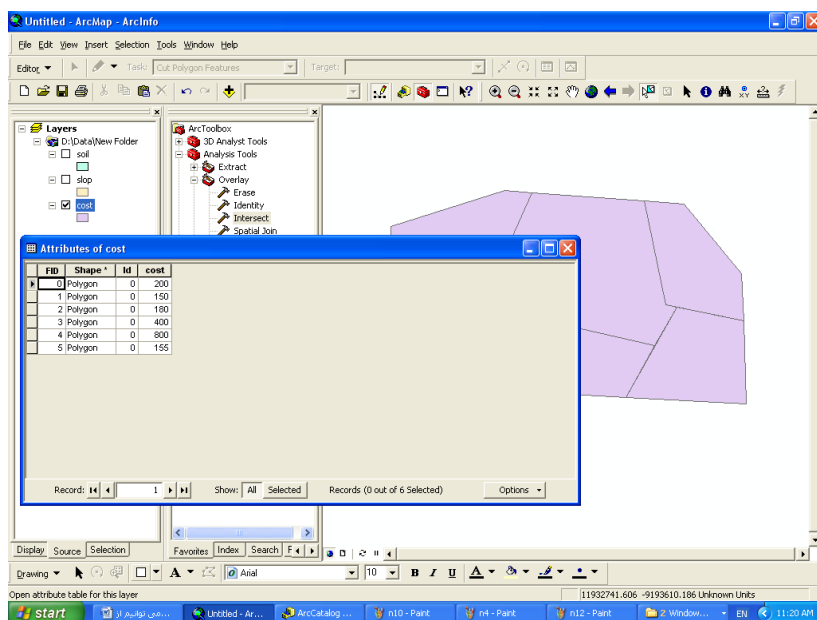 Untitled - ArcMap - ArcInfo
File Edit View Insert Selection Tools Window Help
Editor Task: Cut Polygon Features Target:
Layers
D:\Data\New Folder
soil
slop
cost
ArcToolbox
3D Analyst Tools
Analysis Tools
Extract
Overlay
Erase
Identity
Intersect
Spatial Join
Attributes of cost
FID Shape * Id cost
0 Polygon 0 200
1 Polygon 0 150
2 Polygon 0 180
3 Polygon 0 400
4 Polygon 0 800
5 Polygon 0 155
Record: 1 Show: All Selected Records (0 out of 6 Selected) Options
Display Source Selection
Favorites Index Search F
Drawing A Arial 10 B I U A
Open attribute table for this layer 11932741.606 -9193610.186 Unknown Units
start می توانیم از... Untitled - Ar... ArcCatalog ... n10 - Paint n4 - Paint n12 - Paint 2 Window... EN 11:20 AM